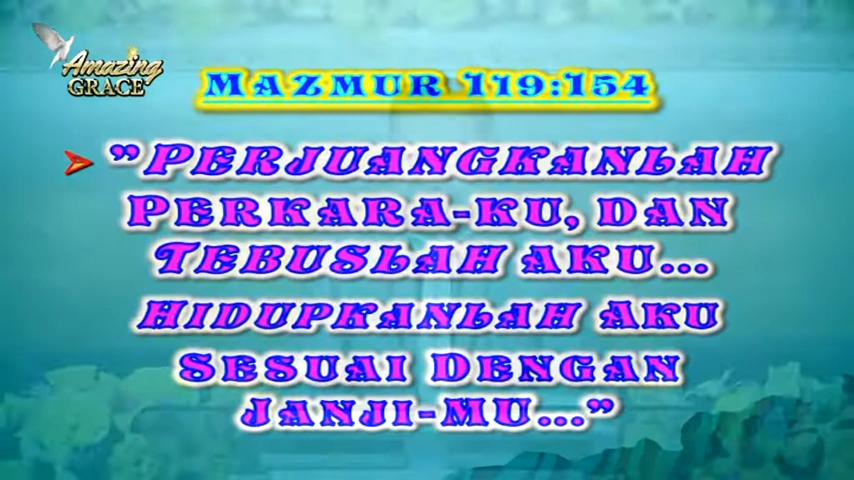 Amazing
GRACE
Mazmur 119:154
"Perjuangkanlah
Perkara-ku, dan
Tebuslah aku...
Hidupkanlah Aku
Sesuai Dengan
Janji-Mu..."